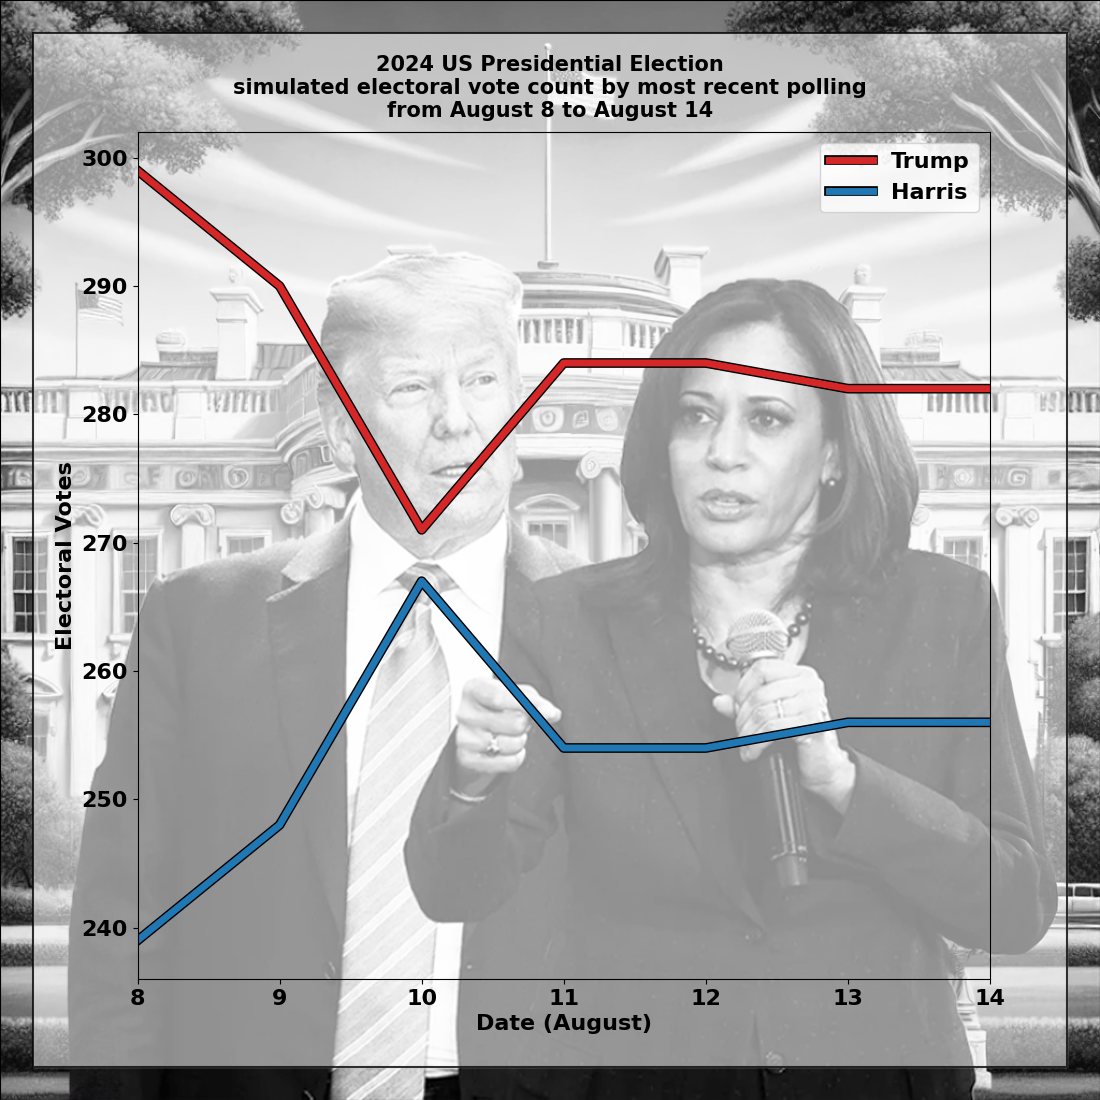 2024 US Presidential Election
simulated electoral vote count by most recent polling
from August 8 to August 14
Trump
Harris
300
290
280
270
260
250
240
Electoral Votes
8 9 10 11 12 13 14
Date (August)